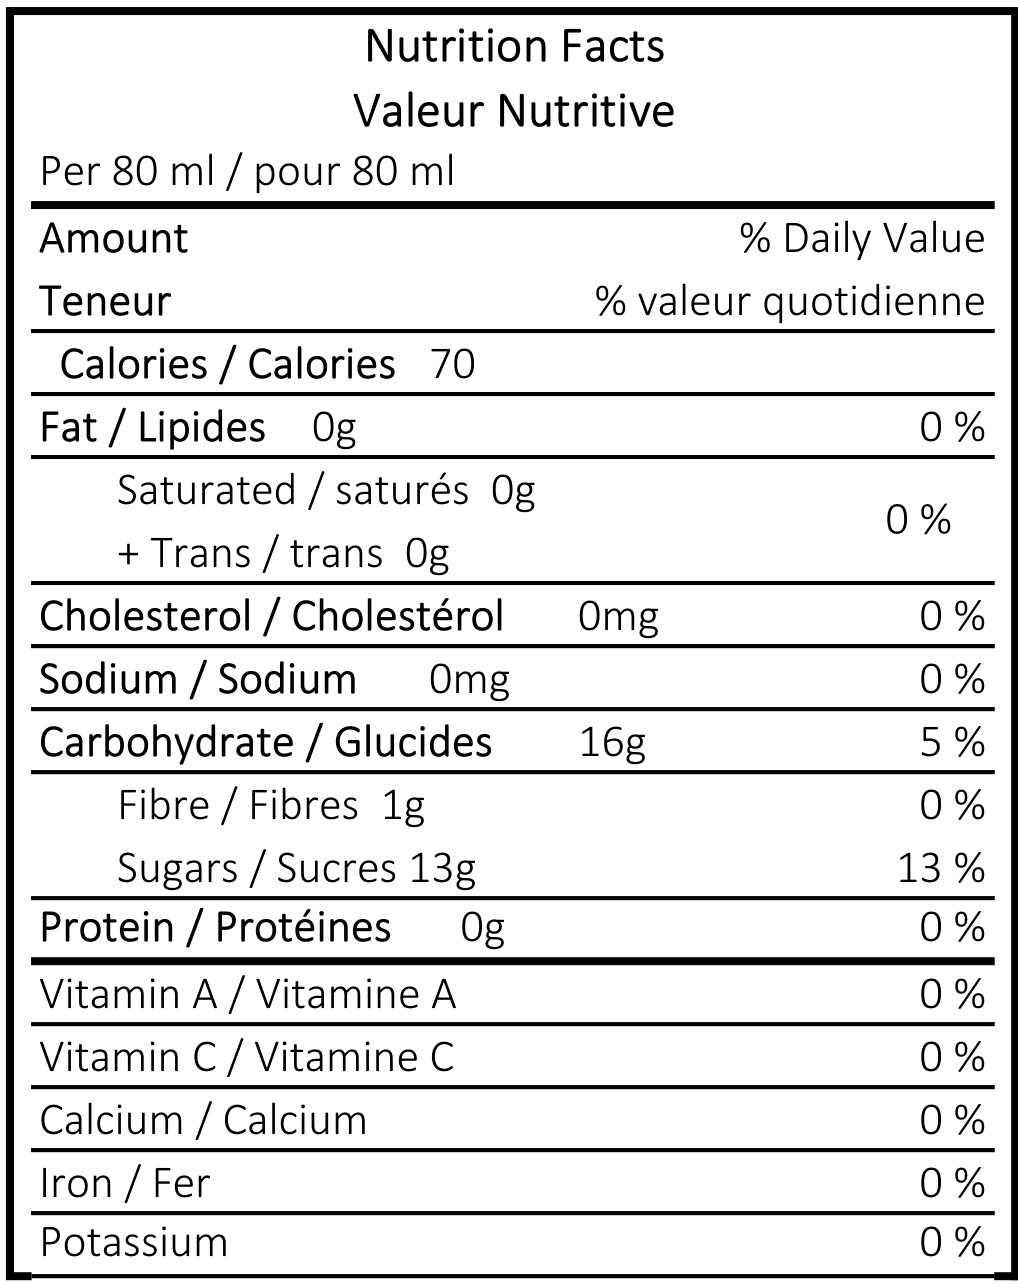 Nutrition Facts
Valeur Nutritive
Per 80 ml / pour 80 ml
Amount % Daily Value
Teneur % valeur quotidienne
Calories / Calories 70
Fat / Lipides 0g 0 %
Saturated / saturés 0g
0 %
+ Trans / trans 0g
Cholesterol / Cholestérol 0mg 0 %
Sodium / Sodium 0mg 0 %
Carbohydrate / Glucides 16g 5 %
Fibre / Fibres 1g 0 %
Sugars / Sucres 13g 13 %
Protein / Protéines 0g 0 %
Vitamin A / Vitamine A 0 %
Vitamin C / Vitamine C 0 %
Calcium / Calcium 0 %
Iron / Fer 0 %
Potassium 0 %